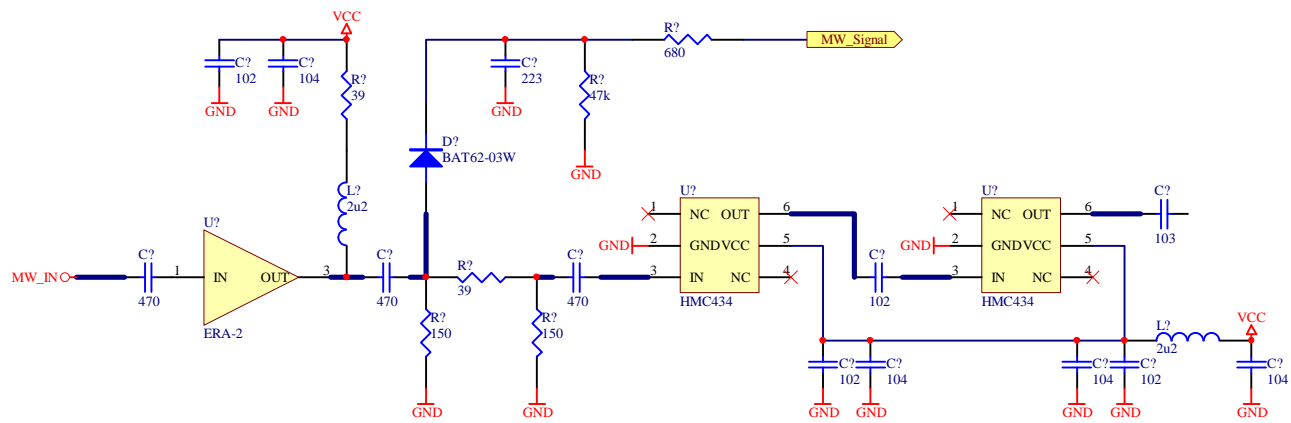 VCC
C?
102
GND
C?
104
GND
R?
39
L?
2u2
C?
223
GND
R?
47k
GND
R?
680
MW_Signal
D?
BAT62-03W
MW_IN
C?
470
U?
1
IN
OUT
3
ERA-2
C?
470
R?
39
R?
150
GND
R?
150
GND
C?
470
U?
1
NC
OUT
6
GND
2
GND
VCC
5
3
IN
NC
4
HMC434
C?
102
U?
1
NC
OUT
6
GND
2
GND
VCC
5
3
IN
NC
4
HMC434
C?
103
C?
102
GND
C?
104
GND
C?
104
GND
C?
102
GND
L?
2u2
VCC
C?
104
GND